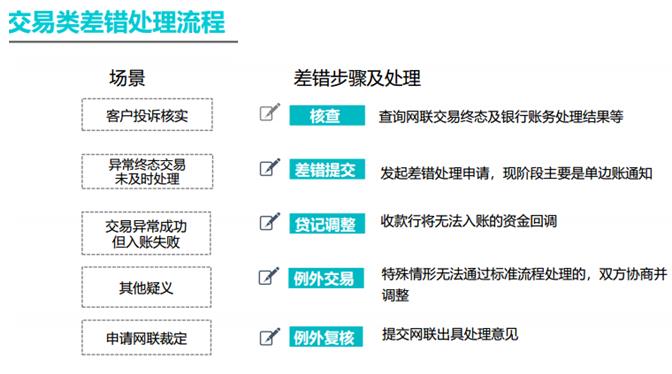 交易类差错处理流程
场景
差错步骤及处理
客户投诉核实
核查
查询网联交易终态及银行账务处理结果等
异常终态交易
未及时处理
差错提交
发起差错处理申请，现阶段主要是单边账通知
交易异常成功
但入账失败
贷记调整
收款行将无法入账的资金回调
其他疑义
例外交易
特殊情形无法通过标准流程处理的，双方协商并
调整
申请网联裁定
例外复核
提交网联出具处理意见